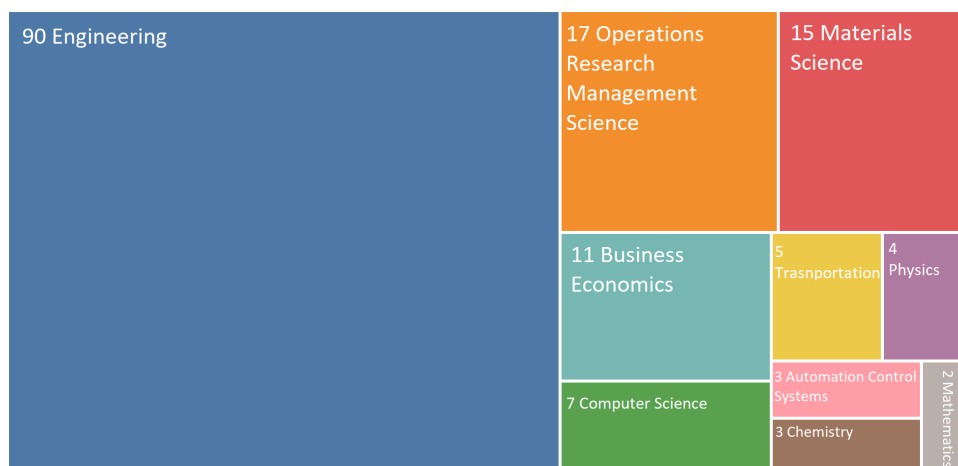 90 Engineering
17 Operations
Research
Management
Science
15 Materials
Science
11 Business
Economics
5
Trasnportation
4
Physics
7 Computer Science
3 Automation Control
Systems
3 Chemistry
2 Mathematics